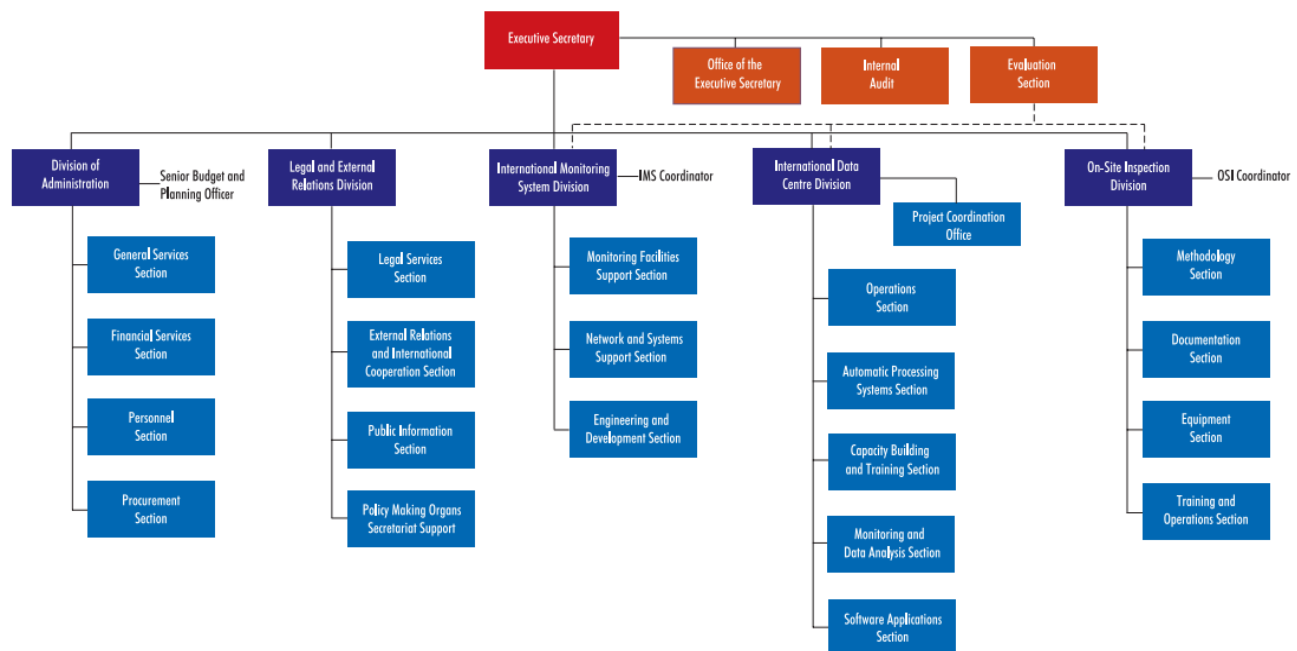 Executive Secretary
Office of the
Executive Secretary
Internal
Audit
Evaluation
Section
Division of
Administration
Senior Budget and
Planning Officer
Legal and External
Relations Division
International Monitoring
System Division
IMS Coordinator
International Data
Centre Division
On-Site Inspection
Division
OSI Coordinator
Project Coordination
Office
General Services
Section
Financial Services
Section
Personnel
Section
Procurement
Section
Legal Services
Section
External Relations
and International
Cooperation Section
Public Information
Section
Policy Making Organs
Secretariat Support
Monitoring Facilities
Support Section
Network and Systems
Support Section
Engineering and
Development Section
Operations
Section
Automatic Processing
Systems Section
Capacity Building
and Training Section
Monitoring and
Data Analysis Section
Software Applications
Section
Methodology
Section
Documentation
Section
Equipment
Section
Training and
Operations Section